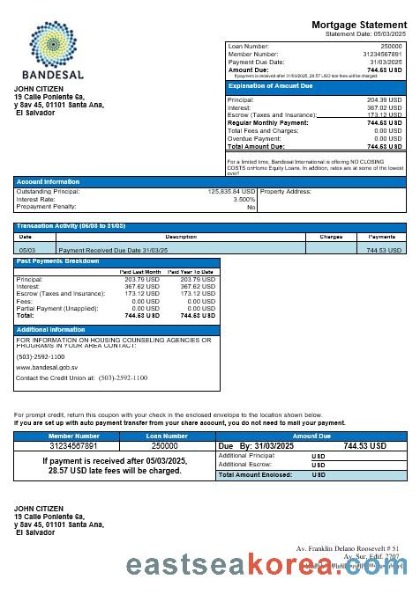 Mortgage Statement
Statement Date: 05/03/2025
BANDESAL
Loan Number: 250000
Member Number: 31234567891
Payment Due Date: 31/03/2025
Amount Due: 744.53 USD
If payment is received after 31/03/2025, 28.57 USD late fees will be charged
JOHN CITIZEN
19 Calle Poniente 6a,
y 5av 45, 01101 Santa Ana,
El Salvador
Explanation of Amount Due
Principal: 204.39 USD
Interest: 367.02 USD
Escrow (Taxes and Insurance): 173.12 USD
Regular Monthly Payment: 744.53 USD
Total Fees and Charges: 0.00 USD
Overdue Payment: 0.00 USD
Total Amount Due: 744.53 USD
For a limited time, Bandesal International is offering NO CLOSING
COSTS onHome Equity Loans. In addition, rates are at some of the lowest
ever!
Account Information
Outstanding Principal: 125,835.84 USD Property Address:
Interest Rate: 3.500%
Prepayment Penalty: No
Transaction Activity (05/03 to 31/03)
Date Description Charges Payments
05/03 Payment Received Due Date 31/03/25 744.53 USD
Past Payments Breakdown
Paid Last Month Paid Year To Date
Principal: 203.79 USD 203.79 USD
Interest: 367.62 USD 367.62 USD
Escrow (Taxes and Insurance): 173.12 USD 173.12 USD
Fees: 0.00 USD 0.00 USD
Partial Payment (Unapplied): 0.00 USD 0.00 USD
Total: 744.53 USD 744.53 USD
Additional Information
FOR INFORMATION ON HOUSING COUNSELING AGENCIES OR
PROGRAMS IN YOUR AREA CONTACT:
(503)-2592-1100
www.bandesal.gob.sv
Contact the Credit Union at: (503)-2592-1100
For prompt credit, return this coupon with your check in the enclosed envelope to the location shown below.
If you are set up with auto payment transfer from your share account, you do not need to mail your payment.
Member Number Loan Number Amount Due
31234567891 250000 Due By: 31/03/2025 744.53 USD
If payment is received after 05/03/2025,
28.57 USD late fees will be charged.
Additional Principal: USD
Additional Escrow: USD
Total Amount Enclosed: USD
JOHN CITIZEN
19 Calle Poniente 6a,
y 5av 45, 01101 Santa Ana,
El Salvador
Av. Franklin Delano Roosevelt # 51
Av. Sur, Edif. 2707
eastseakorea.com